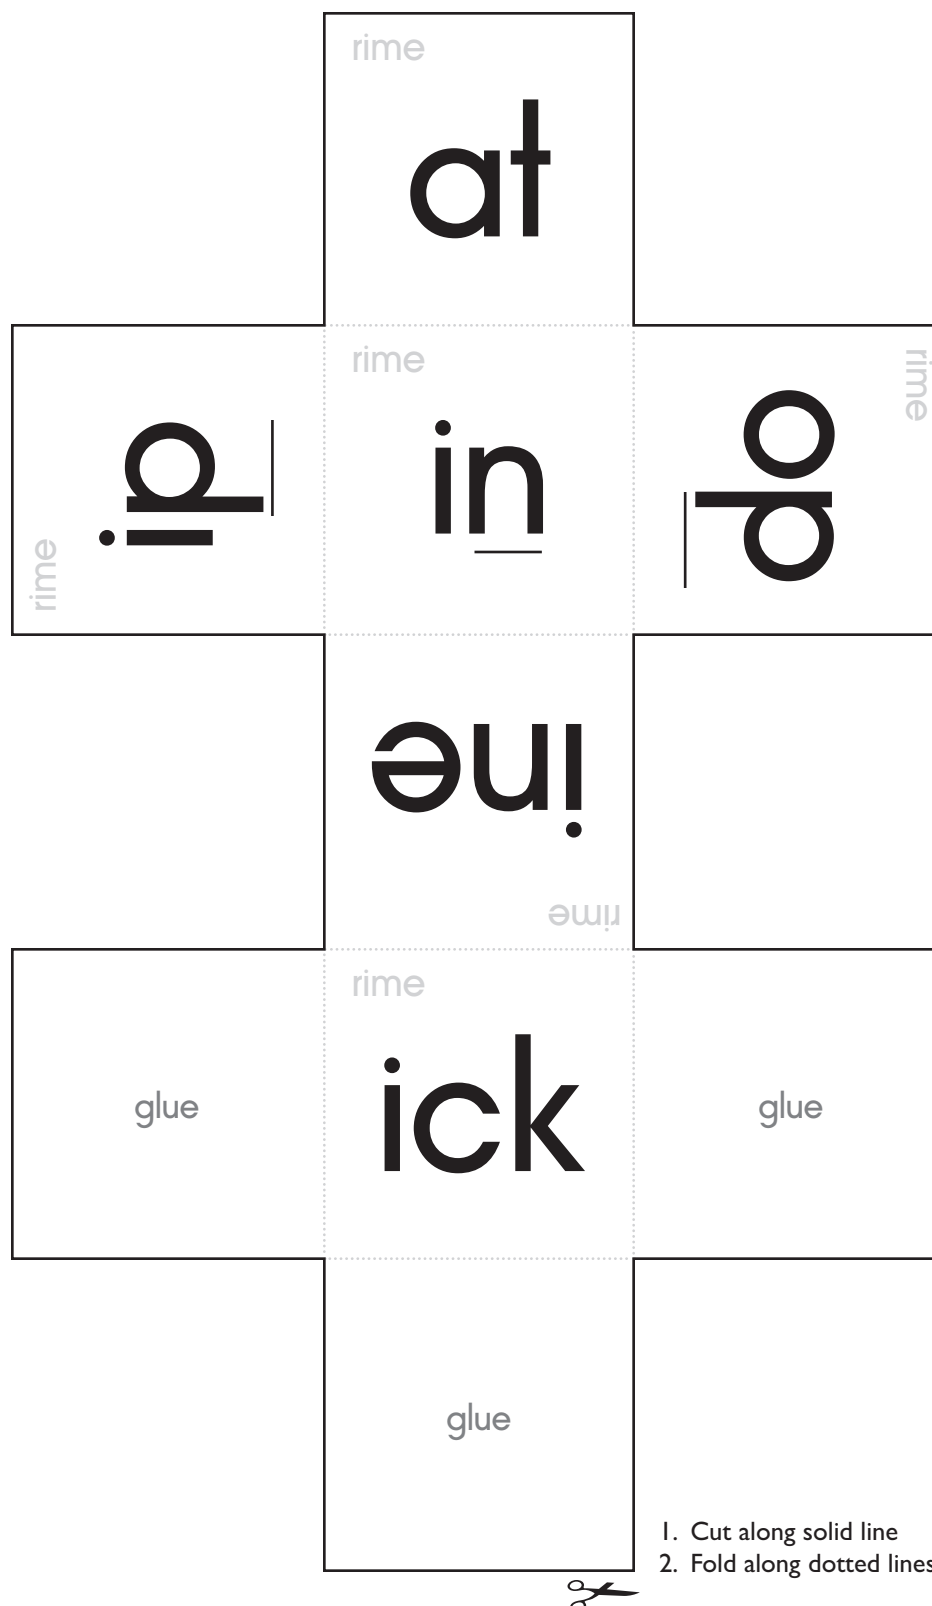 rime
at
rime
ip
rime
in
rime
op
ine
rime
rime
ick
glue
glue
glue
1. Cut along solid line
2. Fold along dotted lines